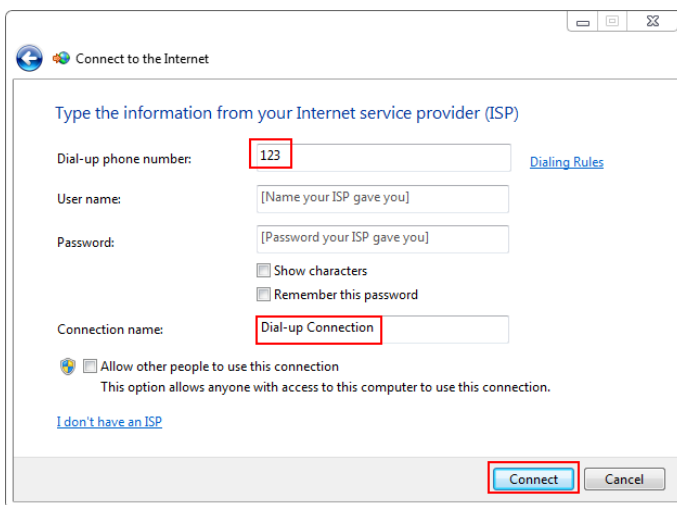 Connect to the Internet
Type the information from your Internet service provider (ISP)
Dial-up phone number: 123 Dialing Rules
User name: [Name your ISP gave you]
Password: [Password your ISP gave you]
Show characters
Remember this password
Connection name: Dial-up Connection
Allow other people to use this connection
This option allows anyone with access to this computer to use this connection.
I don't have an ISP
Connect Cancel